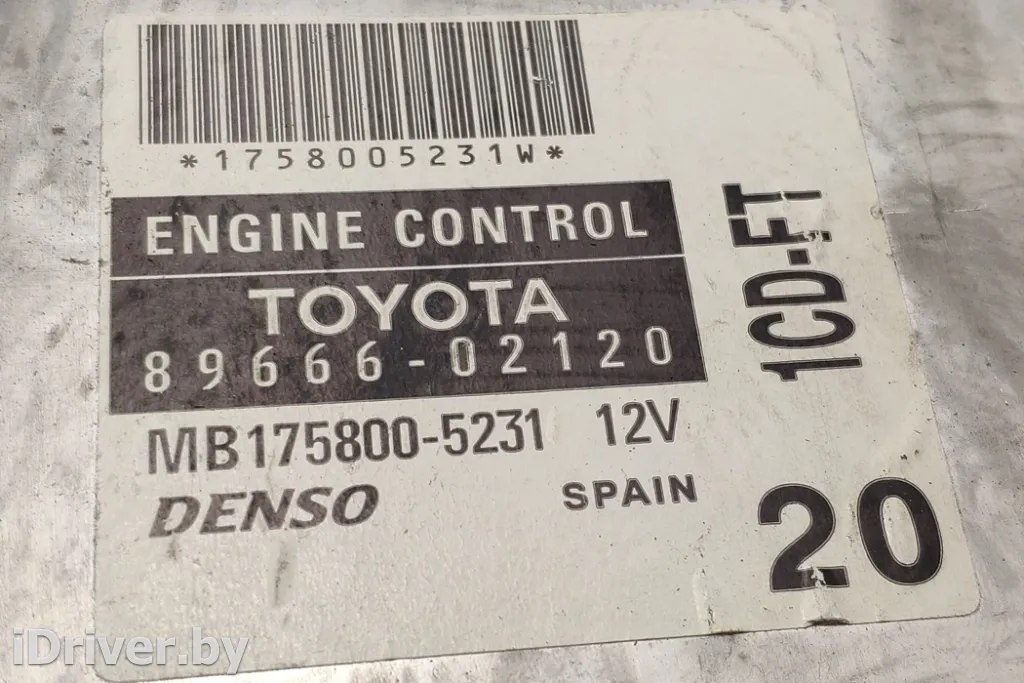 *1758005231W*
ENGINE CONTROL
TOYOTA
89666-02120
MB175800-5231 12V
DENSO SPAIN
1CD-FT
20
iDriver.by